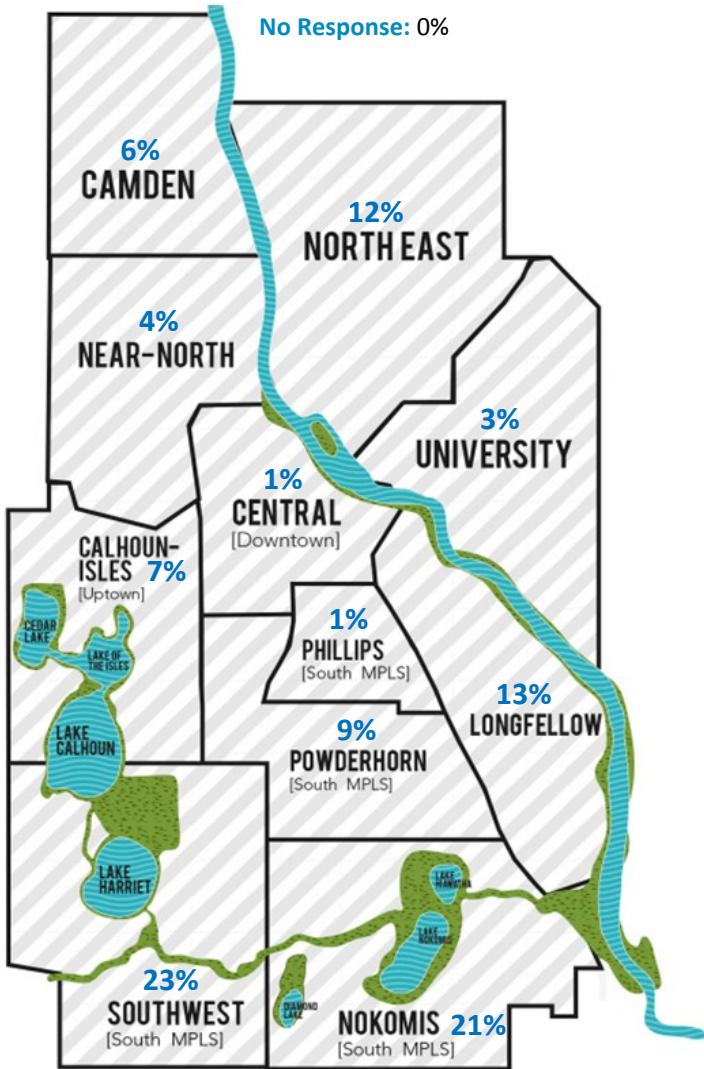 No Response: 0%
6%
CAMDEN
12%
NORTH EAST
4%
NEAR-NORTH
3%
UNIVERSITY
1%
CENTRAL
[Downtown]
CALHOUN-
ISLES 7%
[Uptown]
CEDAR
LAKE
LAKE OF
THE ISLES
LAKE
CALHOUN
1%
PHILLIPS
[South MPLS]
13%
LONGFELLOW
9%
POWDERHORN
[South MPLS]
LAKE
HARRIET
LAKE
HIAWATHA
LAKE
NOKOMIS
23%
SOUTHWEST
[South MPLS]
DIAMOND
LAKE
NOKOMIS 21%
[South MPLS]